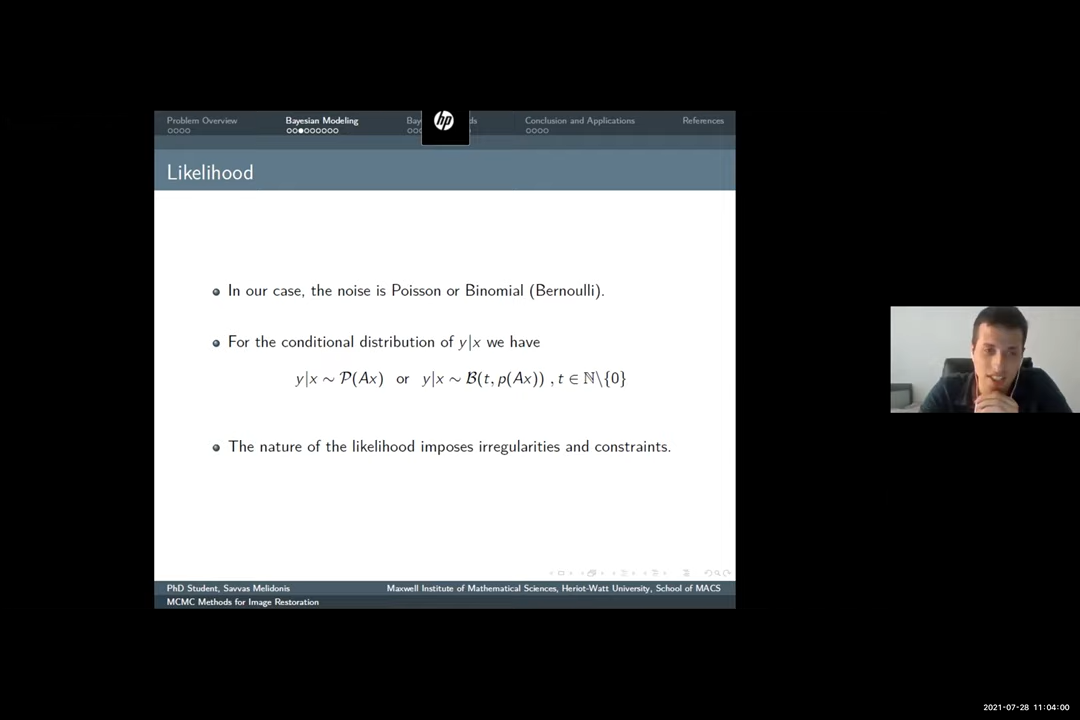 Problem Overview Bayesian Modeling Bay ds Conclusion and Applications References
hp
Likelihood
In our case, the noise is Poisson or Binomial (Bernoulli).
For the conditional distribution of y|x we have
y|x ∼ 𝒫(Ax) or y|x ∼ ℬ(t, p(Ax)) , t ∈ ℕ\{0}
The nature of the likelihood imposes irregularities and constraints.
PhD Student, Savvas Melidonis Maxwell Institute of Mathematical Sciences, Heriot-Watt University, School of MACS
MCMC Methods for Image Restoration
2021-07-28 11:04:00